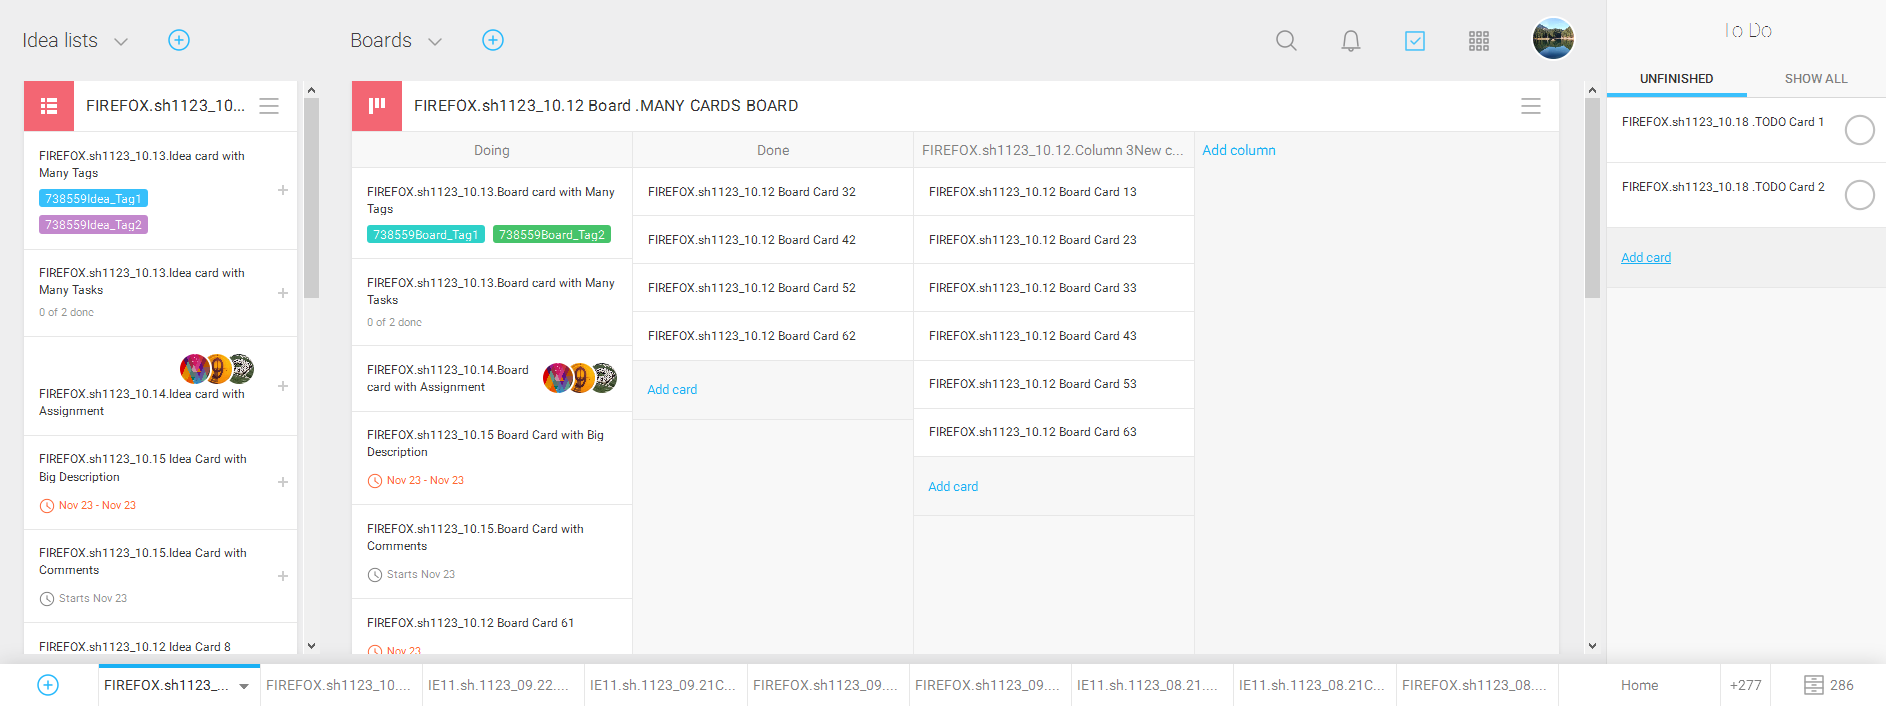 Idea lists
Boards
To Do
UNFINISHED
SHOW ALL
FIREFOX.sh1123_10...
FIREFOX.sh1123_10.13.Idea card with
Many Tags
738559Idea_Tag1
738559Idea_Tag2
FIREFOX.sh1123_10.13.Idea card with
Many Tasks
0 of 2 done
FIREFOX.sh1123_10.14.Idea card with
Assignment
FIREFOX.sh1123_10.15 Idea Card with
Big Description
Nov 23 - Nov 23
FIREFOX.sh1123_10.15.Idea Card with
Comments
Starts Nov 23
FIREFOX.sh1123_10.12 Idea Card 8
FIREFOX.sh1123_10.12 Board .MANY CARDS BOARD
Doing
FIREFOX.sh1123_10.13.Board card with Many
Tags
738559Board_Tag1 738559Board_Tag2
FIREFOX.sh1123_10.13.Board card with Many
Tasks
0 of 2 done
FIREFOX.sh1123_10.14.Board
card with Assignment
FIREFOX.sh1123_10.15 Board Card with Big
Description
Nov 23 - Nov 23
FIREFOX.sh1123_10.15.Board Card with
Comments
Starts Nov 23
FIREFOX.sh1123_10.12 Board Card 61
Nov 23
Done
FIREFOX.sh1123_10.12 Board Card 32
FIREFOX.sh1123_10.12 Board Card 42
FIREFOX.sh1123_10.12 Board Card 52
FIREFOX.sh1123_10.12 Board Card 62
Add card
FIREFOX.sh1123_10.12.Column 3New c...
FIREFOX.sh1123_10.12 Board Card 13
FIREFOX.sh1123_10.12 Board Card 23
FIREFOX.sh1123_10.12 Board Card 33
FIREFOX.sh1123_10.12 Board Card 43
FIREFOX.sh1123_10.12 Board Card 53
FIREFOX.sh1123_10.12 Board Card 63
Add card
Add column
FIREFOX.sh1123_10.18 .TODO Card 1
FIREFOX.sh1123_10.18 .TODO Card 2
Add card
FIREFOX.sh1123_...
FIREFOX.sh1123_10....
IE11.sh.1123_09.22....
IE11.sh.1123_09.21C...
FIREFOX.sh1123_09....
FIREFOX.sh1123_09....
IE11.sh.1123_08.21....
IE11.sh.1123_08.21C...
FIREFOX.sh1123_08....
Home
+277
286